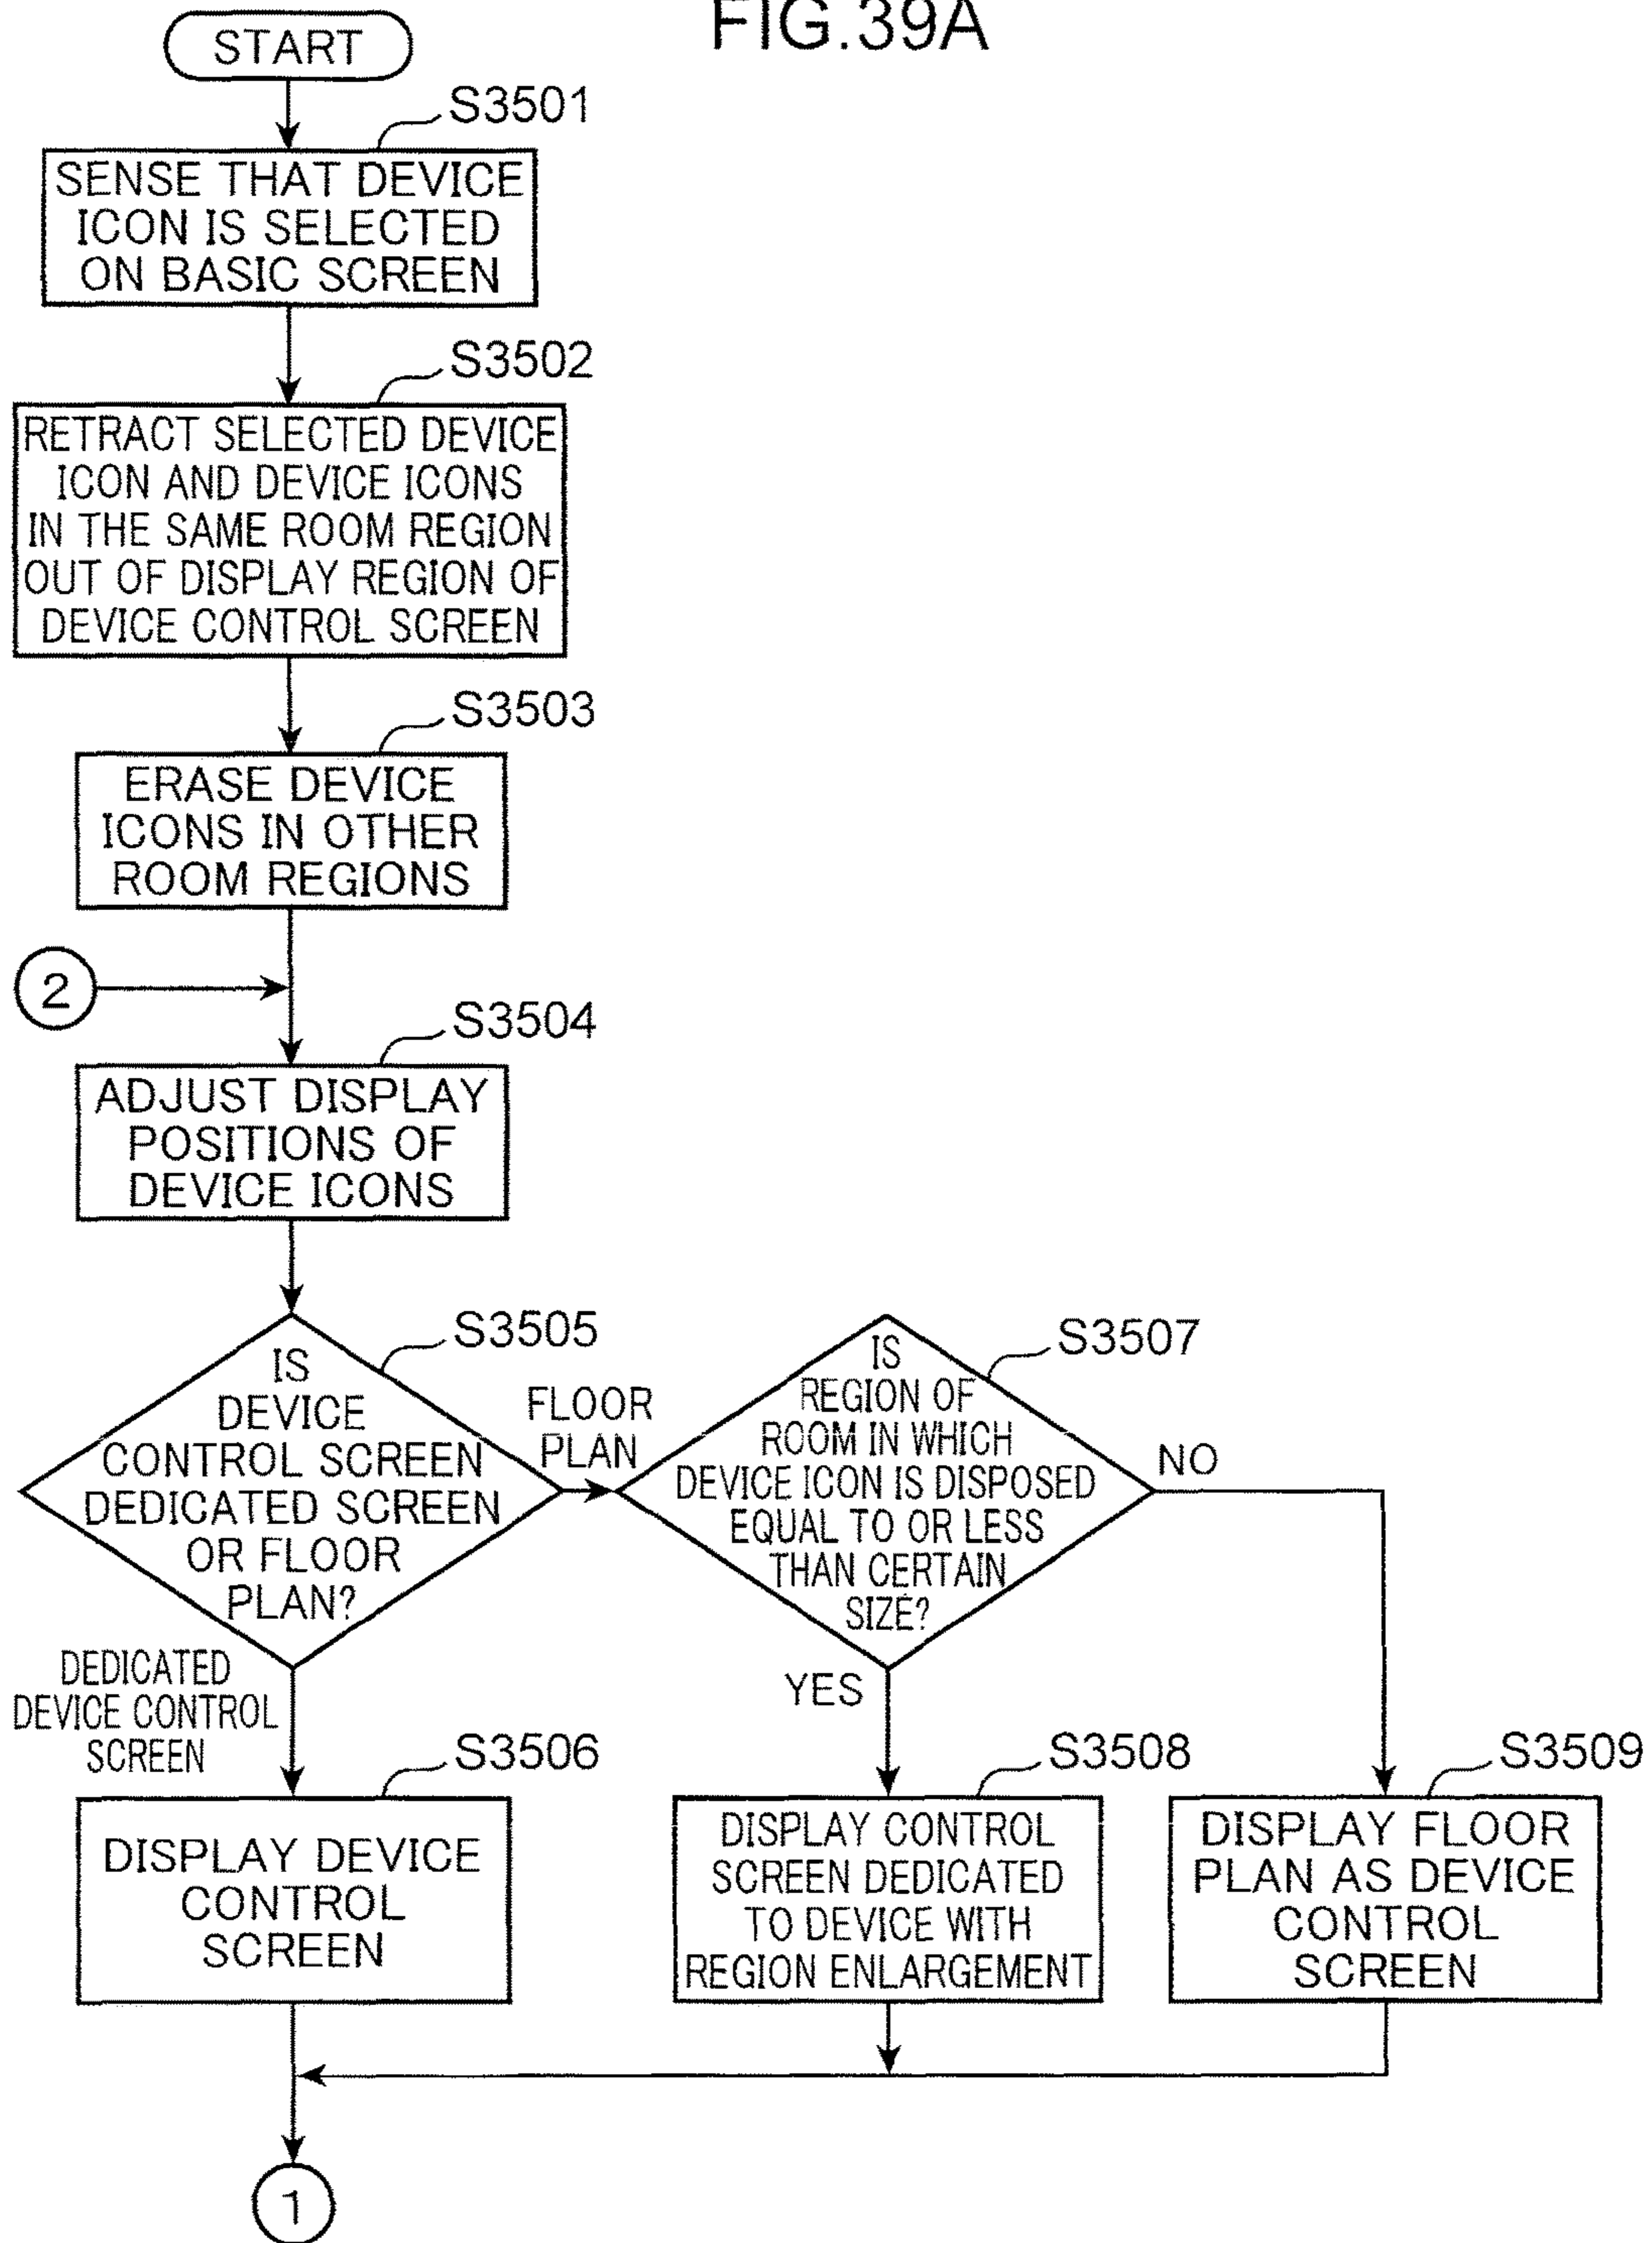 FIG.39A
START
S3501
SENSE THAT DEVICE
ICON IS SELECTED
ON BASIC SCREEN
S3502
RETRACT SELECTED DEVICE
ICON AND DEVICE ICONS
IN THE SAME ROOM REGION
OUT OF DISPLAY REGION OF
DEVICE CONTROL SCREEN
S3503
ERASE DEVICE
ICONS IN OTHER
ROOM REGIONS
2
S3504
ADJUST DISPLAY
POSITIONS OF
DEVICE ICONS
S3505
IS
DEVICE
CONTROL SCREEN
DEDICATED SCREEN
OR FLOOR
PLAN?
FLOOR
PLAN
S3507
IS
REGION OF
ROOM IN WHICH
DEVICE ICON IS DISPOSED
EQUAL TO OR LESS
THAN CERTAIN
SIZE?
NO
YES
DEDICATED
DEVICE CONTROL
SCREEN
S3506
DISPLAY DEVICE
CONTROL
SCREEN
S3508
DISPLAY CONTROL
SCREEN DEDICATED
TO DEVICE WITH
REGION ENLARGEMENT
S3509
DISPLAY FLOOR
PLAN AS DEVICE
CONTROL
SCREEN
1